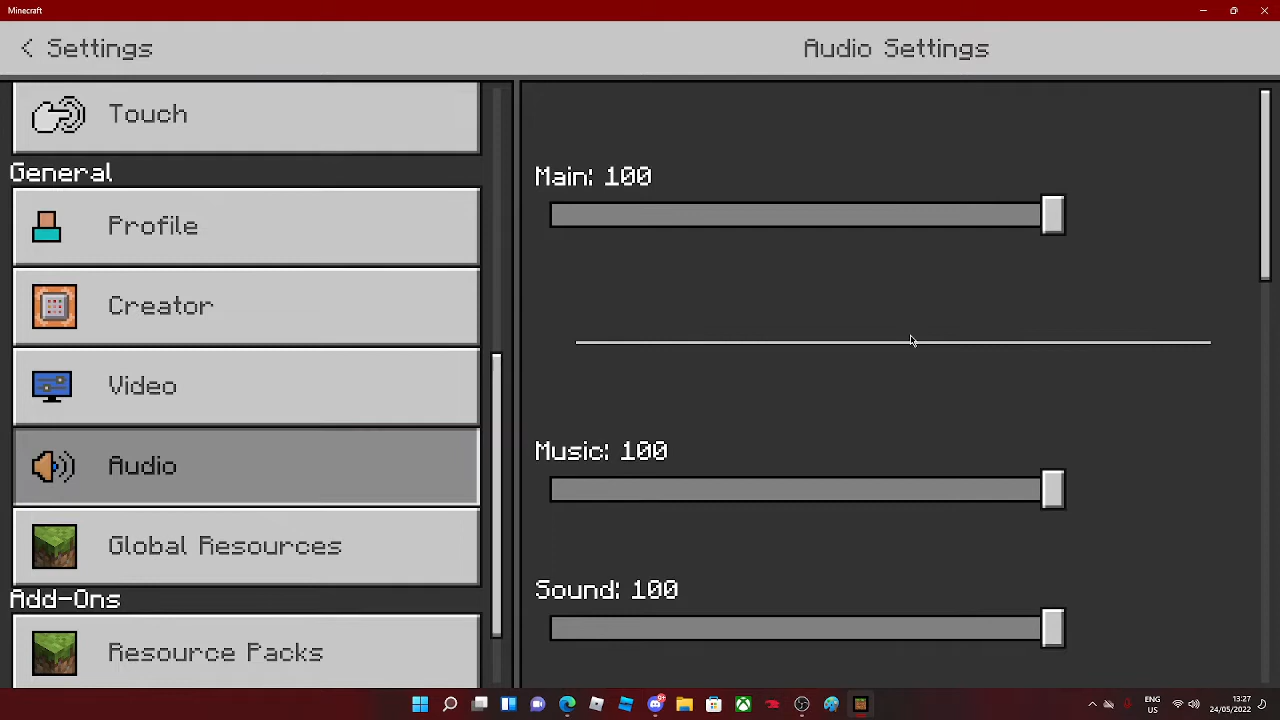 Minecraft
< Settings
Audio Settings
Touch
General
Profile
Creator
Video
Audio
Global Resources
Add-Ons
Resource Packs
Main: 100
Music: 100
Sound: 100
ENG
US
13:27
24/05/2022